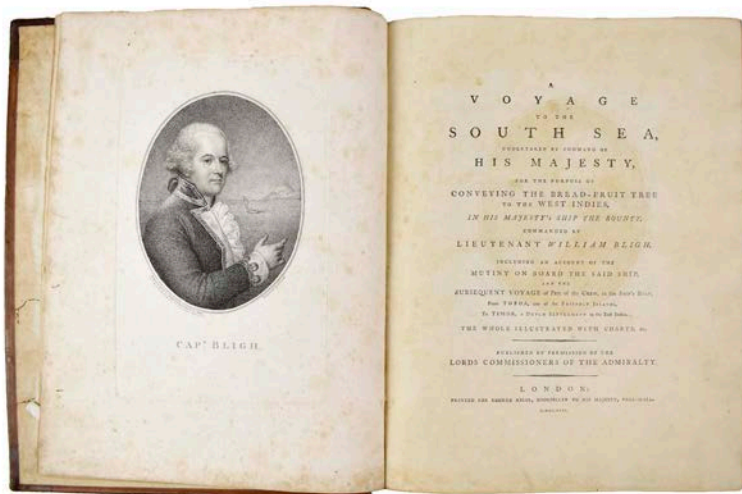 CAPT. BLIGH.
A
VOYAGE
TO THE
SOUTH SEA,
UNDERTAKEN BY COMMAND OF
HIS MAJESTY,
FOR THE PURPOSE OF
CONVEYING THE BREAD-FRUIT TREE
TO THE WEST INDIES,
IN HIS MAJESTY'S SHIP THE BOUNTY,
COMMANDED BY
LIEUTENANT WILLIAM BLIGH.
INCLUDING AN ACCOUNT OF THE
MUTINY ON BOARD THE SAID SHIP,
AND THE
SUBSEQUENT VOYAGE of Part of the CREW, in the SHIP'S BOAT,
From TOFOA, one of the FRIENDLY ISLANDS,
To TIMOR, a DUTCH SETTLEMENT in the East Indies.
THE WHOLE ILLUSTRATED WITH CHARTS, &c.
PUBLISHED BY PERMISSION OF THE
LORDS COMMISSIONERS OF THE ADMIRALTY.
LONDON:
PRINTED FOR GEORGE NICOL, BOOKSELLER TO HIS MAJESTY, PALL-MALL.